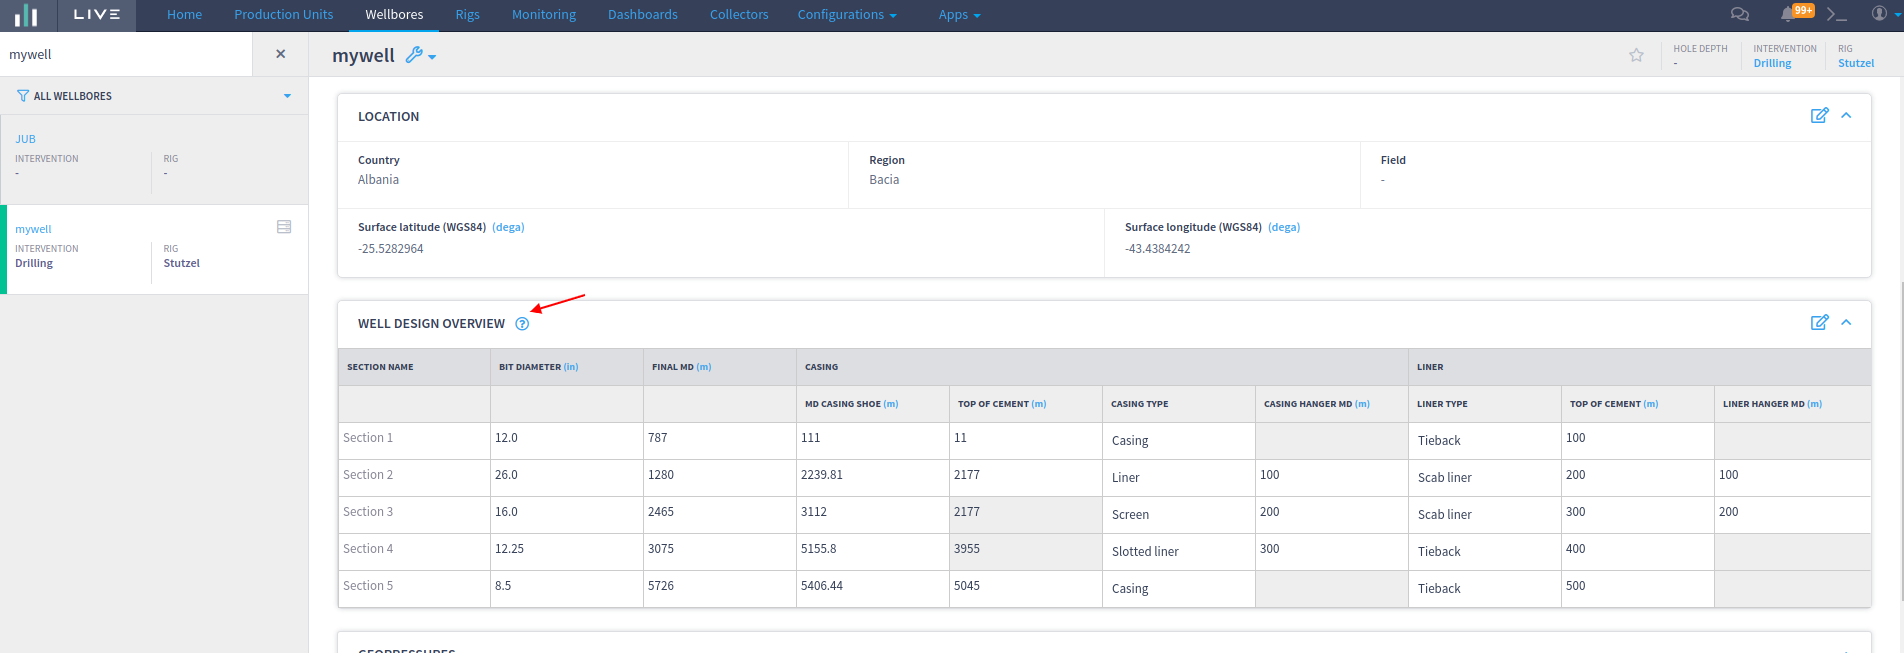 LIVE Home Production Units Wellbores Rigs Monitoring Dashboards Collectors Configurations Apps 99+
mywell
ALL WELLBORES
JUB
INTERVENTION RIG
- -
mywell
INTERVENTION RIG
Drilling Stutzel
mywell
HOLE DEPTH INTERVENTION RIG
- Drilling Stutzel
LOCATION
Country Region Field
Albania Bacia -
Surface latitude (WGS84) (dega) Surface longitude (WGS84) (dega)
-25.5282964 -43.4384242
WELL DESIGN OVERVIEW ?
SECTION NAME BIT DIAMETER (in) FINAL MD (m) CASING LINER
MD CASING SHOE (m) TOP OF CEMENT (m) CASING TYPE CASING HANGER MD (m) LINER TYPE TOP OF CEMENT (m) LINER HANGER MD (m)
Section 1 12.0 787 111 11 Casing Tieback 100
Section 2 26.0 1280 2239.81 2177 Liner 100 Scab liner 200 100
Section 3 16.0 2465 3112 2177 Screen 200 Scab liner 300 200
Section 4 12.25 3075 5155.8 3955 Slotted liner 300 Tieback 400
Section 5 8.5 5726 5406.44 5045 Casing Tieback 500
GEOPRESSURES